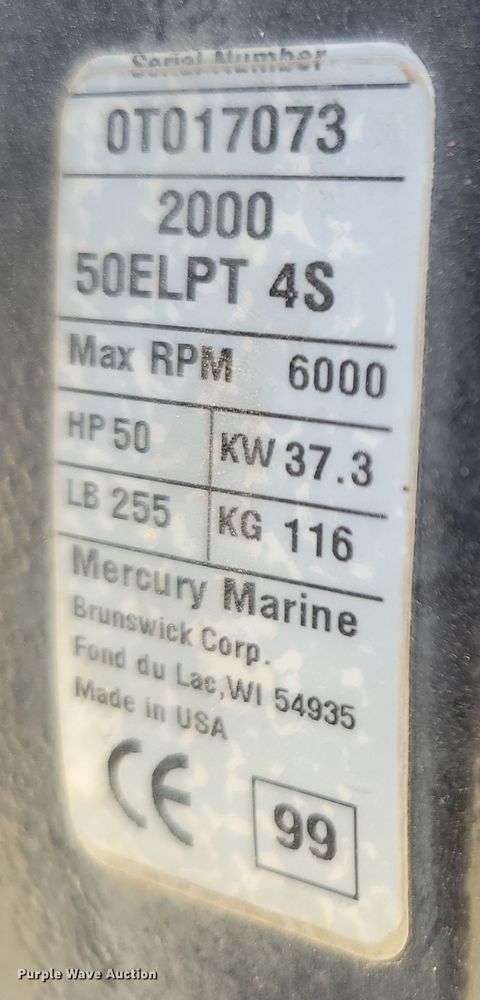 Serial Number
0T017073
2000
50ELPT 4S
Max RPM 6000
HP 50 KW 37.3
LB 255 KG 116
Mercury Marine
Brunswick Corp.
Fond du Lac, WI 54935
Made in USA
CE 99
Purple Wave Auction